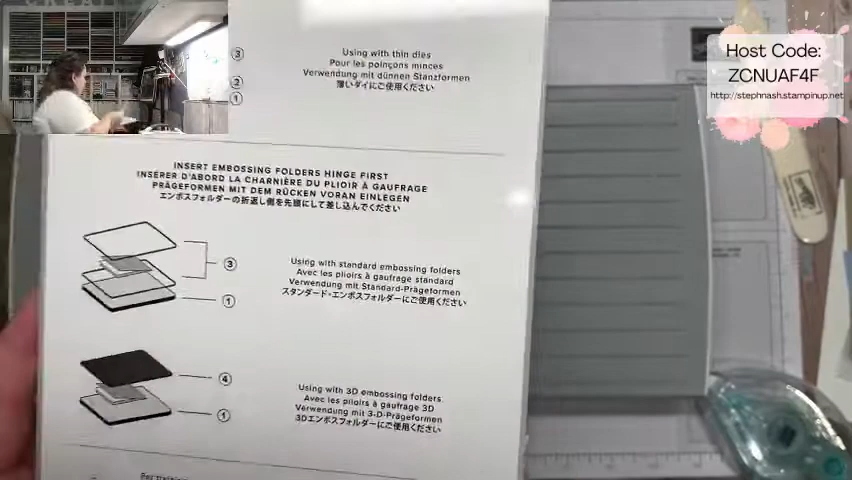 Host Code:
ZCNUAF4F
http://stephnash.stampinup.net
3
2
1
Using with thin dies
Pour les poinçons minces
Verwendung mit dünnen Stanzformen
薄いダイにご使用ください
INSERT EMBOSSING FOLDERS HINGE FIRST
INSÉRER D'ABORD LA CHARNIÈRE DU PLIOIR À GAUFRAGE
PRÄGEFORMEN MIT DEM RÜCKEN VORAN EINLEGEN
エンボスフォルダーの折返し側を先頭にして差し込んでください
3
1
Using with standard embossing folders
Avec les plioirs à gaufrage standard
Verwendung mit Standard-Prägeformen
スタンダード・エンボスフォルダーにご使用ください
4
1
Using with 3D embossing folders
Avec les plioirs à gaufrage 3D
Verwendung mit 3-D-Prägeformen
3Dエンボスフォルダーにご使用ください